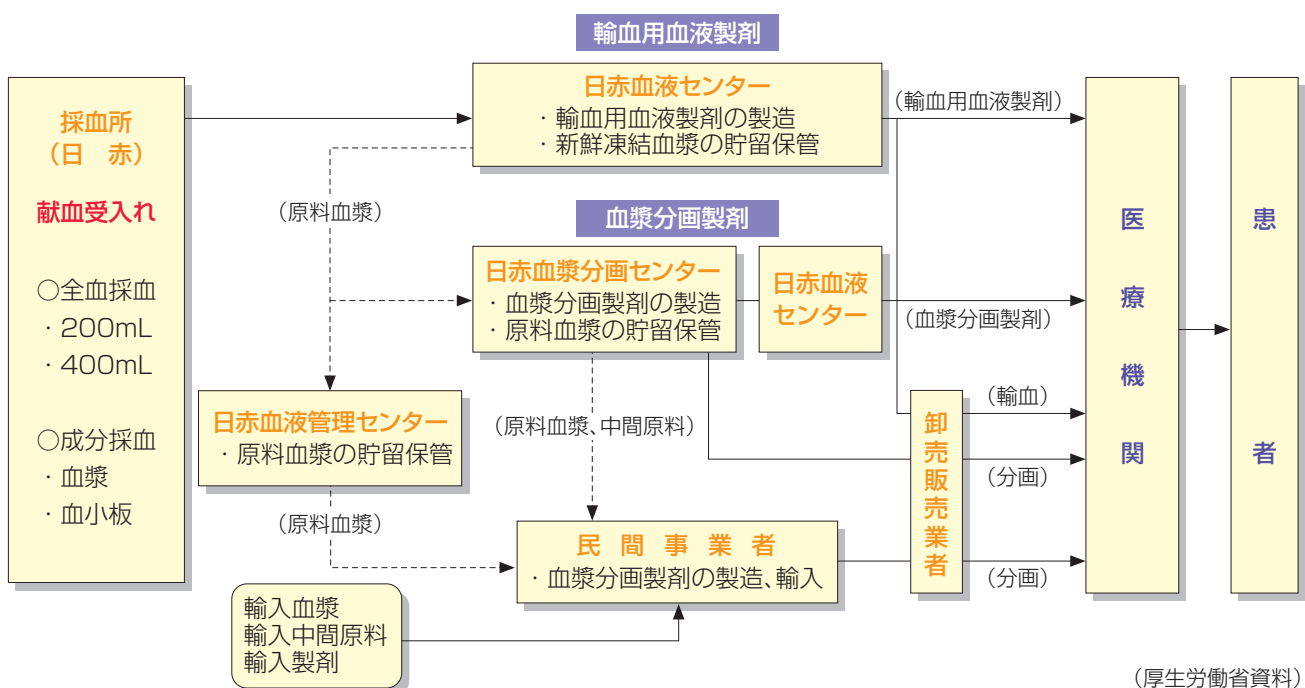 輸血用血液製剤
採血所
(日 赤)
献血受入れ
○全血採血
・200mL
・400mL
○成分採血
・血漿
・血小板
日赤血液センター
・輸血用血液製剤の製造
・新鮮凍結血漿の貯留保管
(輸血用血液製剤)
(原料血漿)
血漿分画製剤
日赤血漿分画センター
・血漿分画製剤の製造
・原料血漿の貯留保管
日赤血液
センター
(血漿分画製剤)
日赤血液管理センター
・原料血漿の貯留保管
(原料血漿、中間原料)
(原料血漿)
民間事業者
・血漿分画製剤の製造、輸入
輸入血漿
輸入中間原料
輸入製剤
卸売販売業者
(輸血)
(分画)
(分画)
医療機関
患者
(厚生労働省資料)